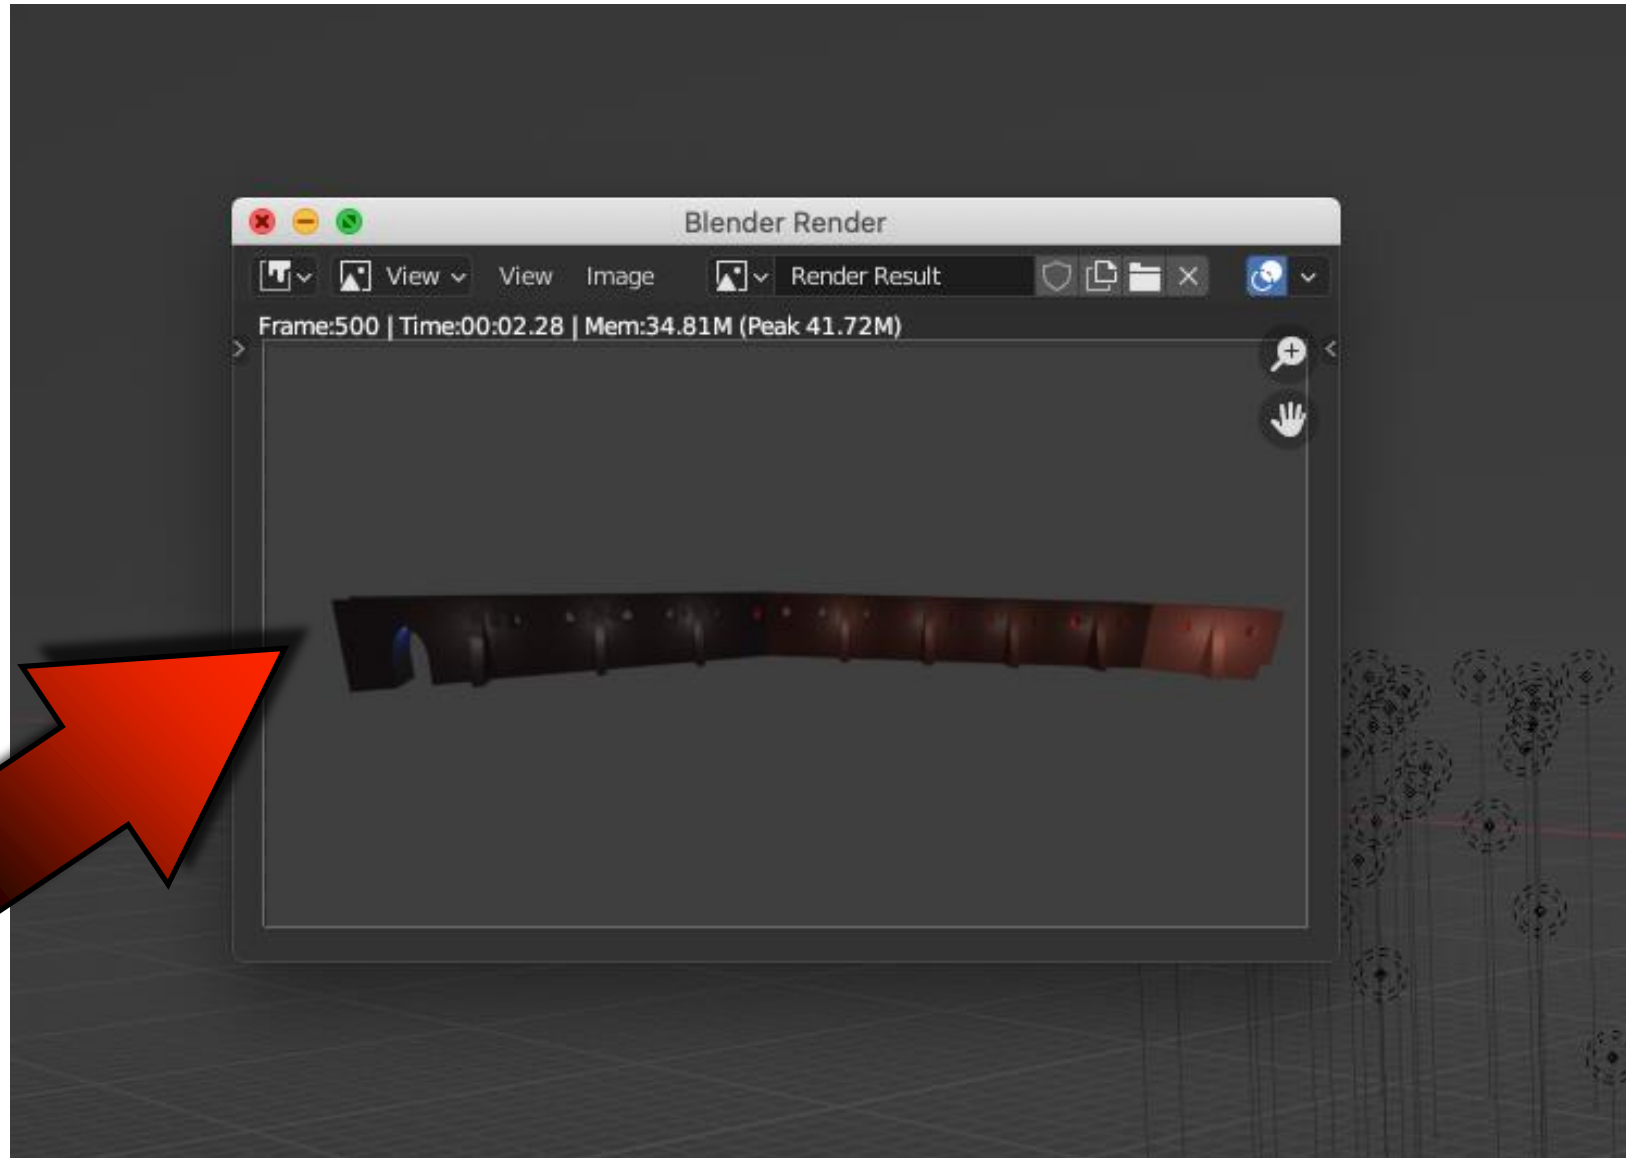 Blender Render
View View Image Render Result
Frame:500 | Time:00:02.28 | Mem:34.81M (Peak 41.72M)